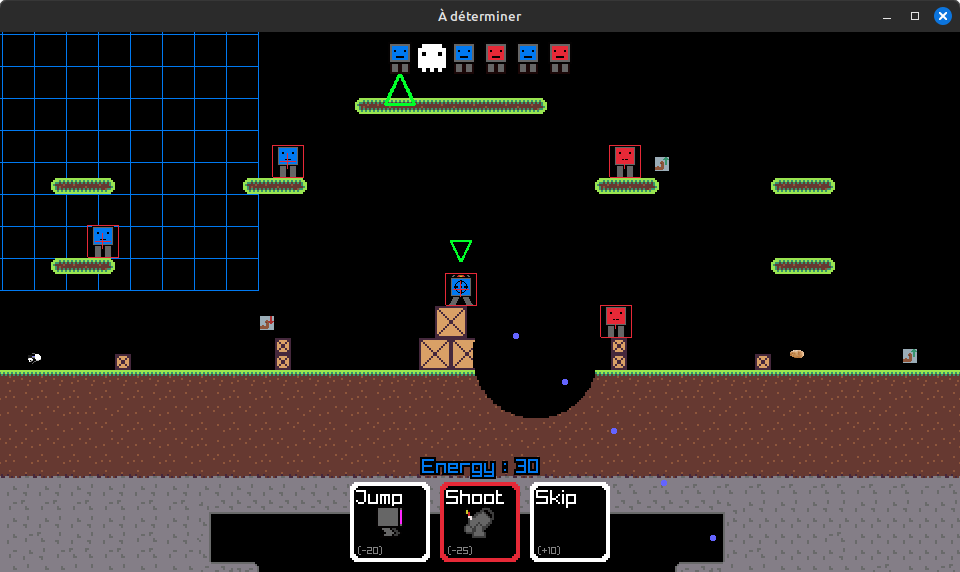 À déterminer
Energy : 30
Jump
(-20)
Shoot
(-25)
Skip
(+10)